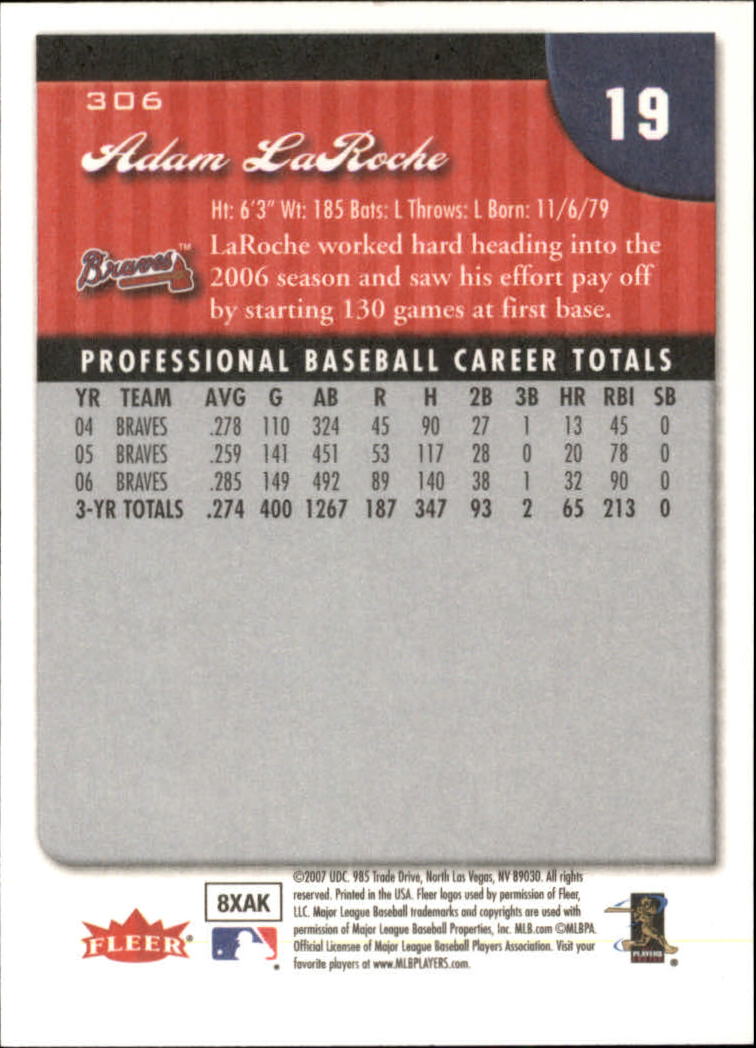 306
19
Adam LaRoche
Ht: 6'3" Wt: 185 Bats: L Throws: L Born: 11/6/79
Braves™
LaRoche worked hard heading into the
2006 season and saw his effort pay off
by starting 130 games at first base.
PROFESSIONAL BASEBALL CAREER TOTALS
YR TEAM AVG G AB R H 2B 3B HR RBI SB
04 BRAVES .278 110 324 45 90 27 1 13 45 0
05 BRAVES .259 141 451 53 117 28 0 20 78 0
06 BRAVES .285 149 492 89 140 38 1 32 90 0
3-YR TOTALS .274 400 1267 187 347 93 2 65 213 0
©2007 UDC. 985 Trade Drive, North Las Vegas, NV 89030. All rights
reserved. Printed in the USA. Fleer logos used by permission of Fleer,
LLC. Major League Baseball trademarks and copyrights are used with
permission of Major League Baseball Properties, Inc. MLB.com ©MLBPA
Official Licensee of Major League Baseball Players Association. Visit your
favorite players at www.MLBPLAYERS.com.
8XAK
FLEER®
®
PLAYERS
®